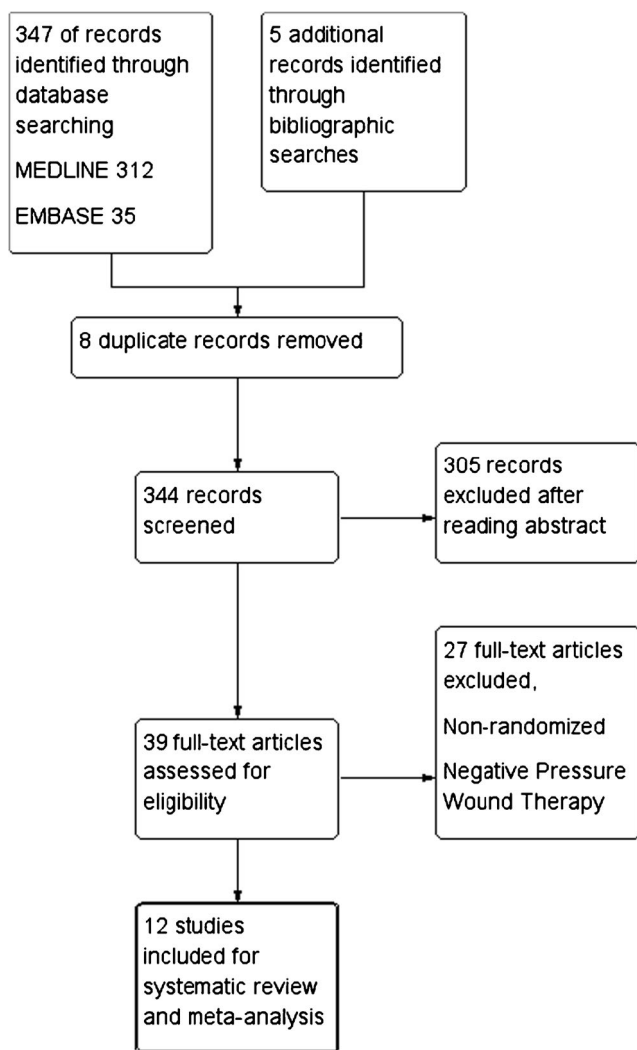 347 of records
identified through
database
searching
MEDLINE 312
EMBASE 35
5 additional
records identified
through
bibliographic
searches
8 duplicate records removed
344 records
screened
305 records
excluded after
reading abstract
39 full-text articles
assessed for
eligibility
27 full-text articles
excluded,
Non-randomized
Negative Pressure
Wound Therapy
12 studies
included for
systematic review
and meta-analysis